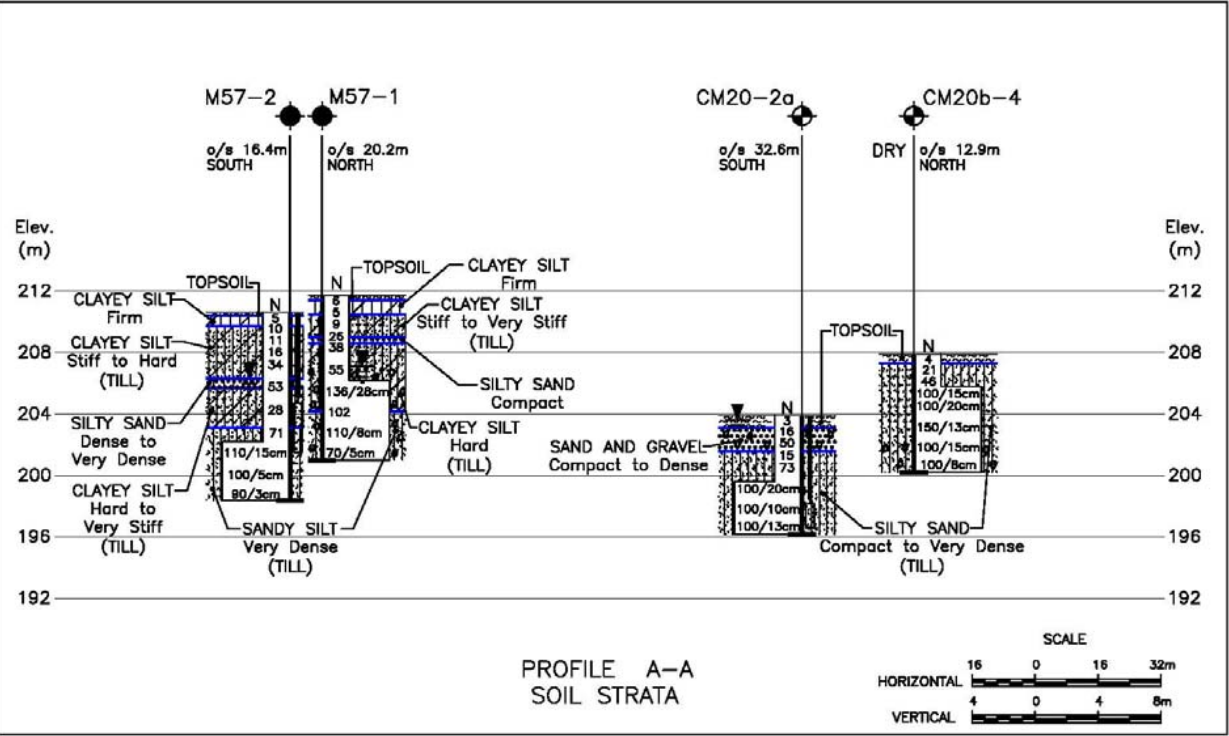 M57-2
M57-1
CM20-2a
CM20b-4
o/s 16.4m
SOUTH
o/s 20.2m
NORTH
o/s 32.6m
SOUTH
DRY
o/s 12.9m
NORTH
Elev.
(m)
Elev.
(m)
212
208
204
200
196
192
212
208
204
200
196
192
TOPSOIL
CLAYEY SILT
Firm
CLAYEY SILT
Stiff to Hard
(TILL)
SILTY SAND
Dense to
Very Dense
CLAYEY SILT
Hard to
Very Stiff
(TILL)
N
5
10
11
16
34
53
28
71
110/15cm
100/5cm
90/3cm
TOPSOIL
N
6
5
9
25
38
55
136/28cm
102
110/8cm
70/5cm
CLAYEY SILT
Firm
CLAYEY SILT
Stiff to Very Stiff
(TILL)
SILTY SAND
Compact
CLAYEY SILT
Hard
(TILL)
SANDY SILT
Very Dense
(TILL)
SAND AND GRAVEL
Compact to Dense
N
3
16
50
15
73
100/20cm
100/10cm
100/13cm
TOPSOIL
N
4
21
46
100/15cm
100/20cm
150/13cm
100/15cm
100/8cm
SILTY SAND
Compact to Very Dense
(TILL)
PROFILE A-A
SOIL STRATA
SCALE
16 0 16 32m
HORIZONTAL
4 0 4 8m
VERTICAL